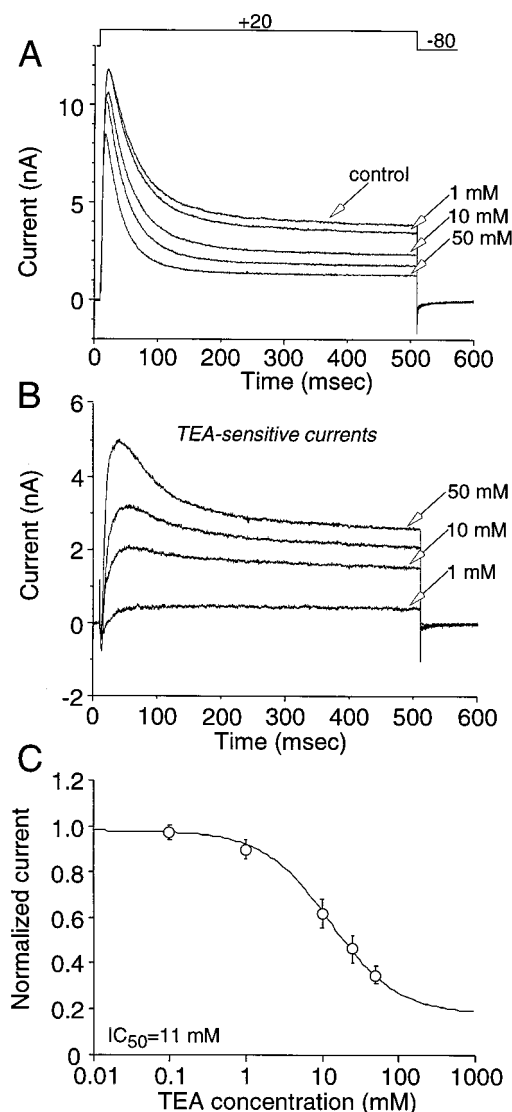 +20
A
-80
10
5
0
Current (nA)
control
1 mM
10 mM
50 mM
0 100 200 300 400 500 600
Time (msec)
B
TEA-sensitive currents
6
4
2
0
-2
Current (nA)
50 mM
10 mM
1 mM
0 100 200 300 400 500 600
Time (msec)
C
1.2
1.0
0.8
0.6
0.4
0.2
0
Normalized current
IC50=11 mM
0.01 0.1 1 10 100 1000
TEA concentration (mM)